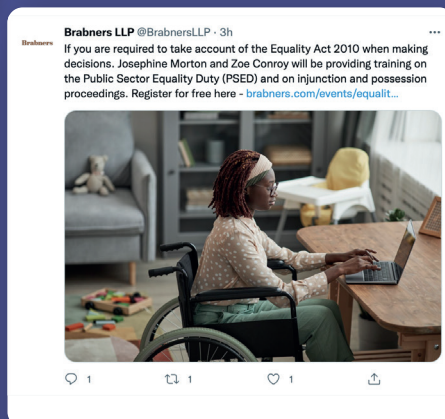 Brabners
Brabners LLP @BrabnersLLP · 3h
If you are required to take account of the Equality Act 2010 when making
decisions. Josephine Morton and Zoe Conroy will be providing training on
the Public Sector Equality Duty (PSED) and on injunction and possession
proceedings. Register for free here - brabners.com/events/equalit...
1
1
1